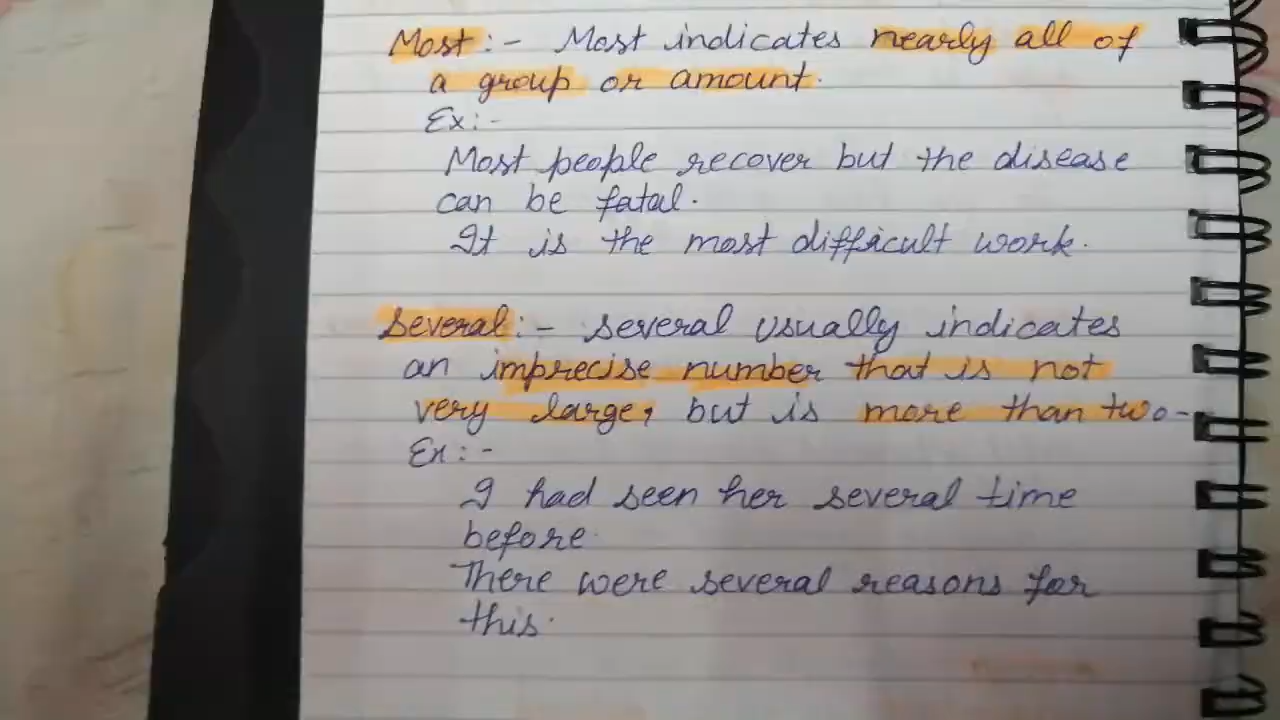 Most :- Most indicates nearly all of
a group or amount.
Ex:-
Most people recover but the disease
can be fatal.
It is the most difficult work.
Several :- Several usually indicates
an imprecise number that is not
very large, but is more than two-
Ex:-
I had seen her several time
before.
There were several reasons for
this.